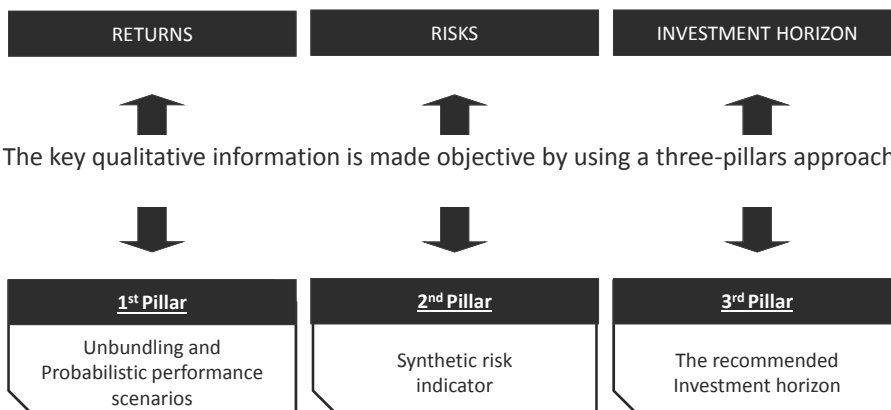 RETURNS
RISKS
INVESTMENT HORIZON
The key qualitative information is made objective by using a three-pillars approach
1st Pillar
2nd Pillar
3rd Pillar
Unbundling and
Probabilistic performance
scenarios
Synthetic risk
indicator
The recommended
Investment horizon